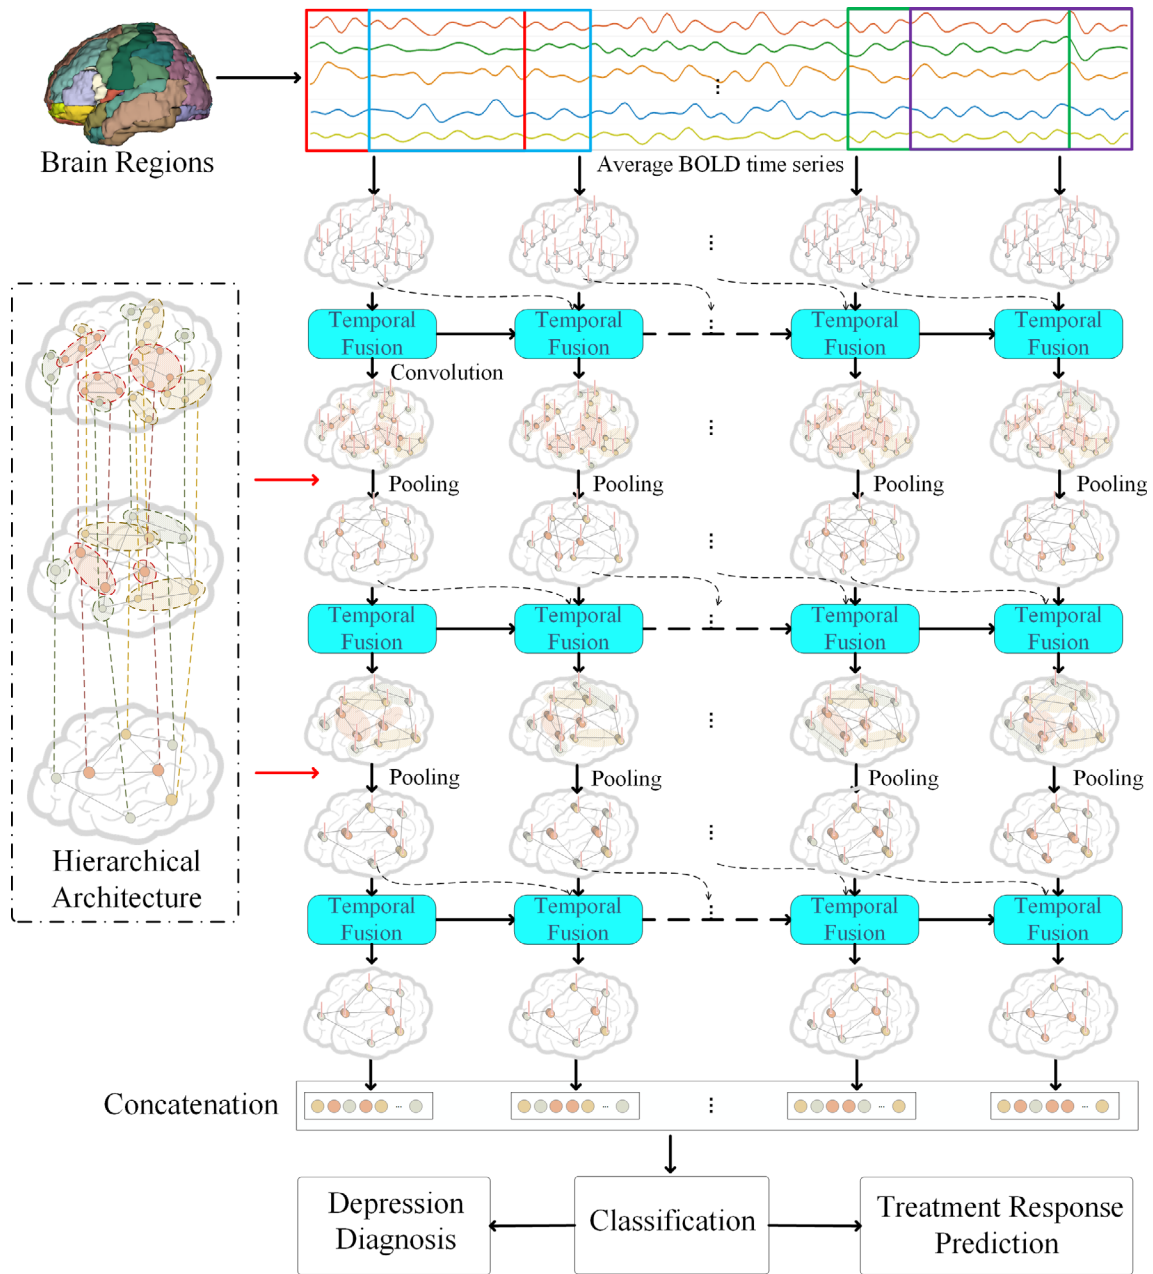 Brain Regions
Average BOLD time series
Temporal Fusion
Temporal Fusion
Temporal Fusion
Temporal Fusion
Convolution
Pooling
Pooling
Pooling
Pooling
Temporal Fusion
Temporal Fusion
Temporal Fusion
Temporal Fusion
Pooling
Pooling
Pooling
Pooling
Hierarchical
Architecture
Temporal Fusion
Temporal Fusion
Temporal Fusion
Temporal Fusion
Concatenation
Depression
Diagnosis
Classification
Treatment Response
Prediction